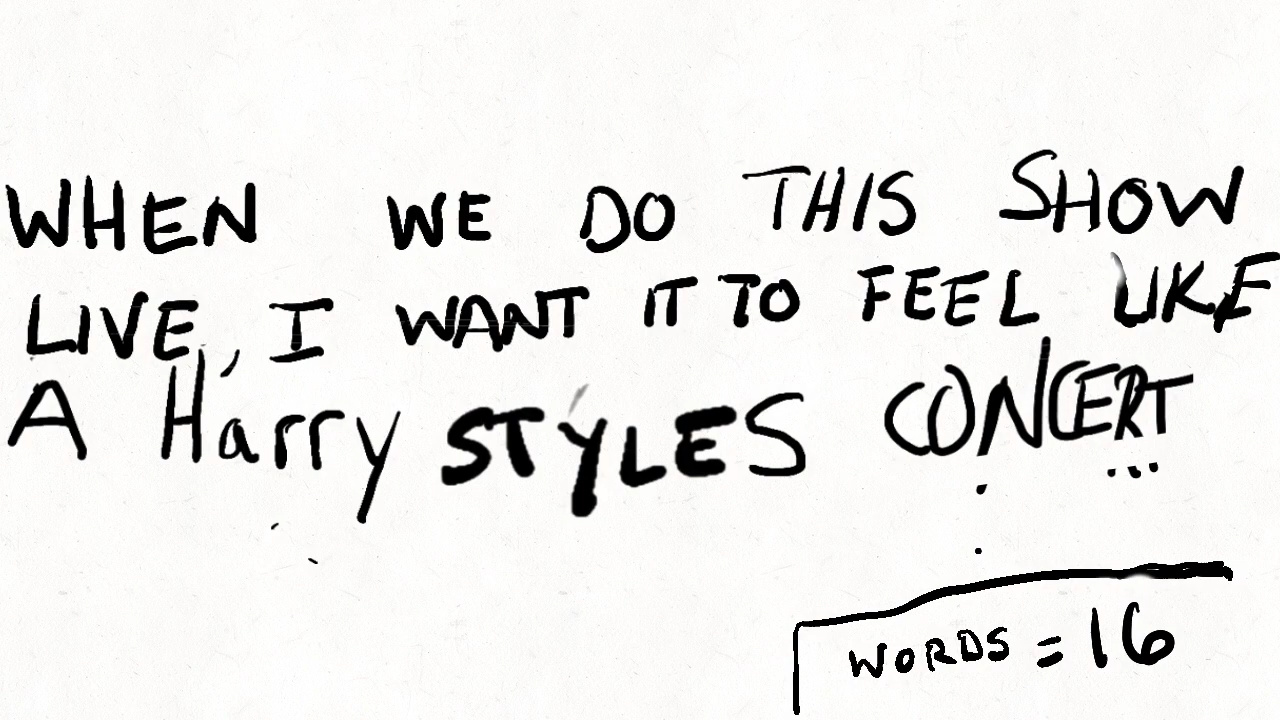 WHEN WE DO THIS SHOW
LIVE, I WANT IT TO FEEL LIKE
A Harry STYLES CONCERT
...
WORDS = 16